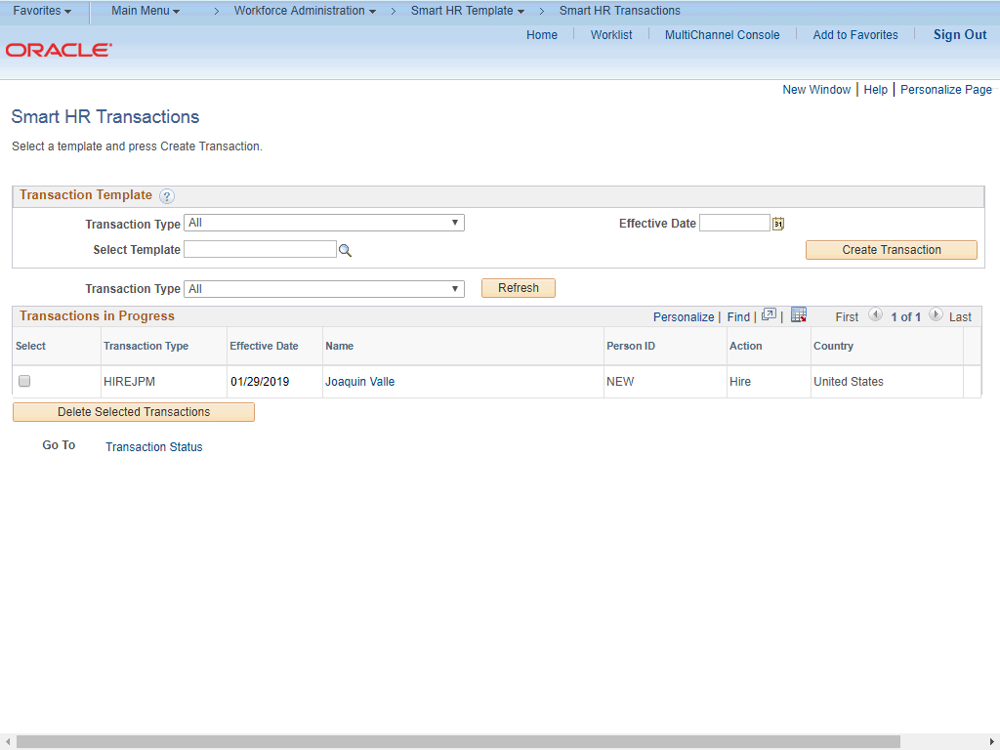 Favorites Main Menu > Workforce Administration > Smart HR Template > Smart HR Transactions
Home Worklist MultiChannel Console Add to Favorites Sign Out
ORACLE
New Window | Help | Personalize Page
Smart HR Transactions
Select a template and press Create Transaction.
Transaction Template ?
Transaction Type All Effective Date 31
Select Template Create Transaction
Transaction Type All Refresh
Transactions in Progress Personalize | Find | | First 1 of 1 Last
Select Transaction Type Effective Date Name Person ID Action Country
HIREJPM 01/29/2019 Joaquin Valle NEW Hire United States
Delete Selected Transactions
Go To Transaction Status